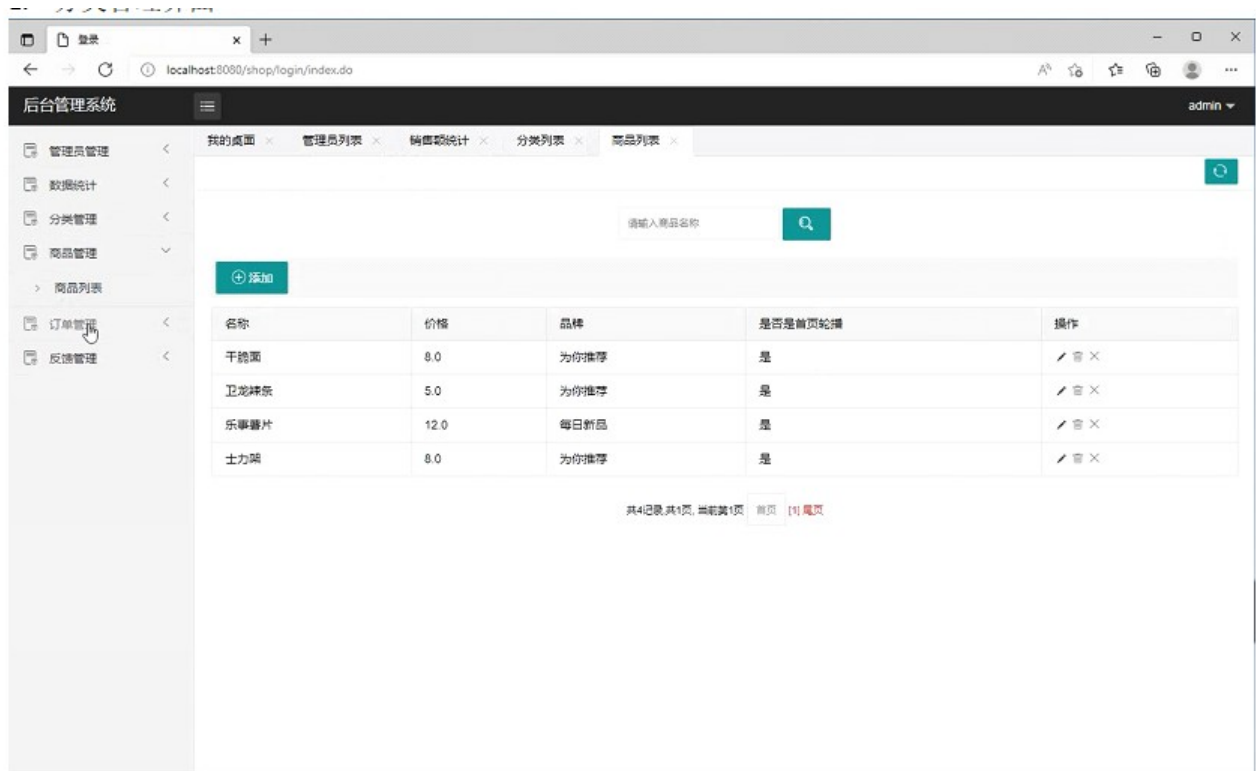 登录
localhost:8080/shop/login/index.do
后台管理系统
admin
我的桌面 管理员列表 销售额统计 分类列表 商品列表
管理员管理
数据统计
分类管理
商品管理
商品列表
订单管理
反馈管理
请输入商品名称
添加
名称 价格 品牌 是否是首页轮播 操作
干脆面 8.0 为你推荐 是
卫龙辣条 5.0 为你推荐 是
乐事薯片 12.0 每日新品 是
士力架 8.0 为你推荐 是
共4记录,共1页, 当前第1页 首页 [1] 尾页